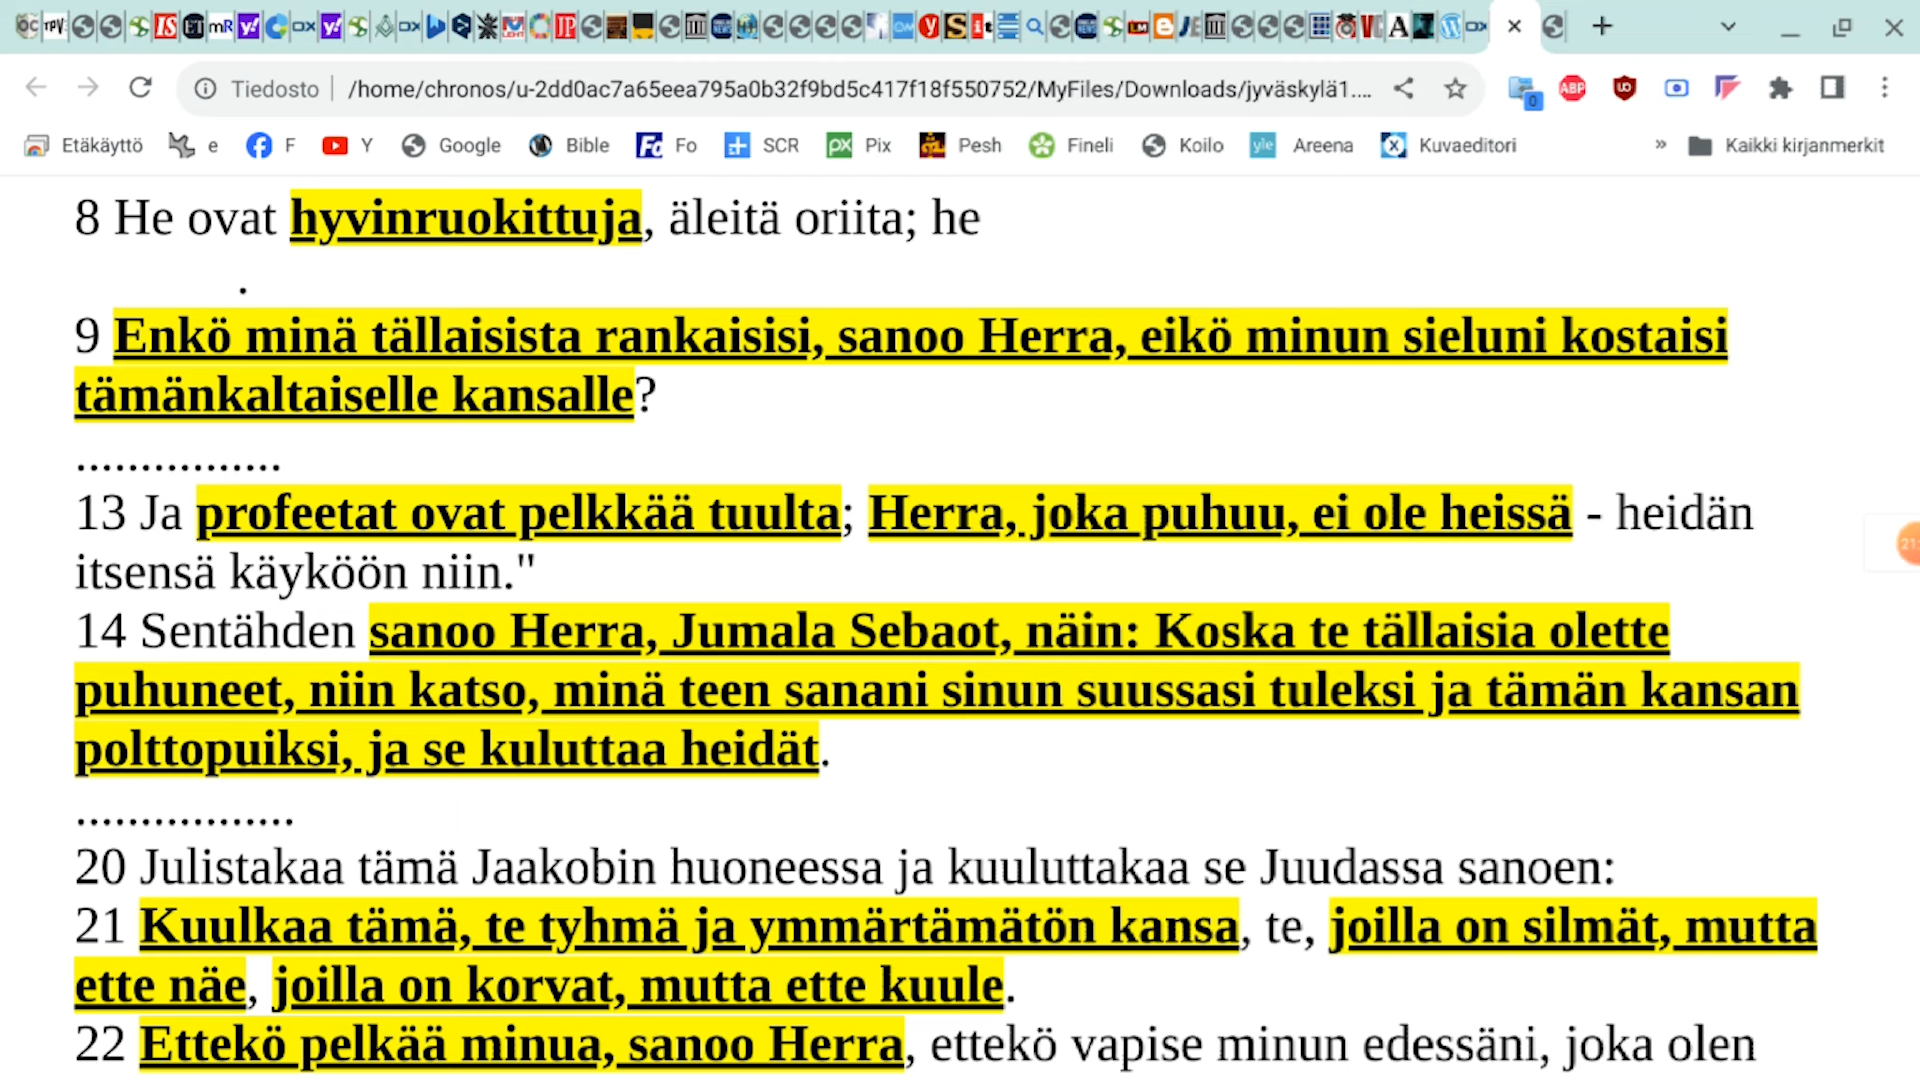 Tiedosto /home/chronos/u-2dd0ac7a65eea795a0b32f9bd5c417f18f550752/MyFiles/Downloads/jyväskylä1....
Etäkäyttö e F Y Google Bible Fo SCR Pix Pesh Fineli Koilo Areena Kuvaeditori » Kaikki kirjanmerkit
8 He ovat hyvinruokittuja, äleitä oriita; he
.
9 Enkö minä tällaisista rankaisisi, sanoo Herra, eikö minun sieluni kostaisi
tämänkaltaiselle kansalle?
................
13 Ja profeetat ovat pelkkää tuulta; Herra, joka puhuu, ei ole heissä - heidän
itsensä käyköön niin."
14 Sentähden sanoo Herra, Jumala Sebaot, näin: Koska te tällaisia olette
puhuneet, niin katso, minä teen sanani sinun suussasi tuleksi ja tämän kansan
polttopuiksi, ja se kuluttaa heidät.
.................
20 Julistakaa tämä Jaakobin huoneessa ja kuuluttakaa se Juudassa sanoen:
21 Kuulkaa tämä, te tyhmä ja ymmärtämätön kansa, te, joilla on silmät, mutta
ette näe, joilla on korvat, mutta ette kuule.
22 Ettekö pelkää minua, sanoo Herra, ettekö vapise minun edessäni, joka olen